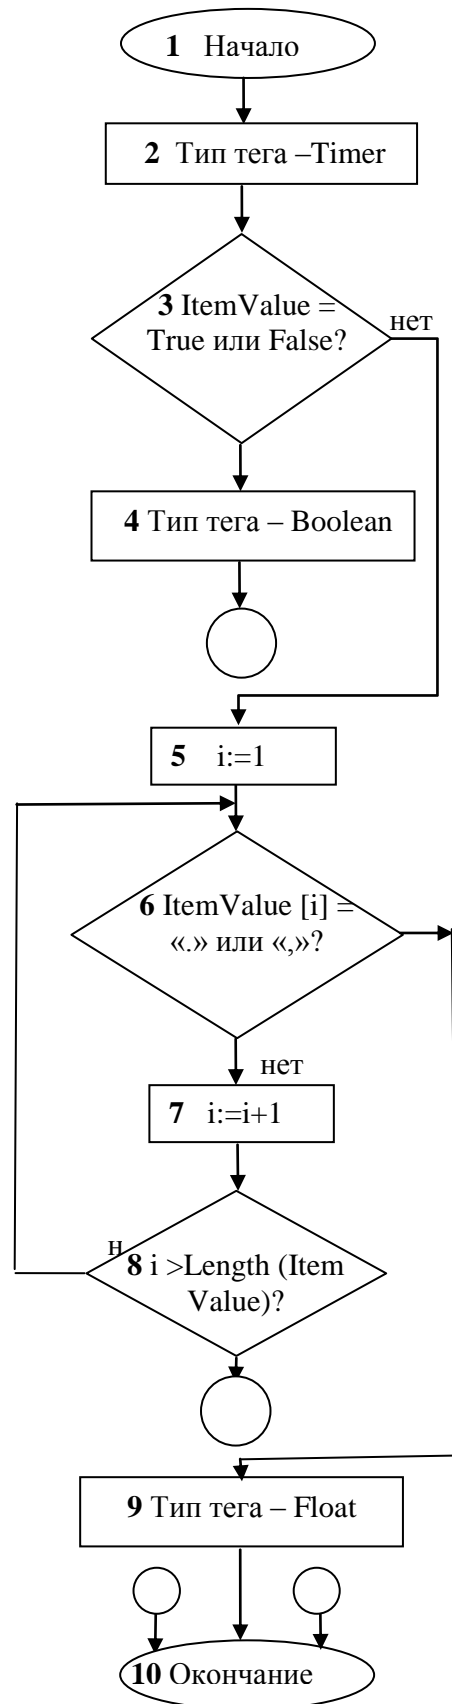 1 Начало
2 Тип тега –Timer
3 ItemValue =
True или False?
нет
4 Тип тега – Boolean
5 i:=1
6 ItemValue [i] =
«.» или «,»?
нет
7 i:=i+1
н
8 i >Length (Item
Value)?
9 Тип тега – Float
10 Окончание